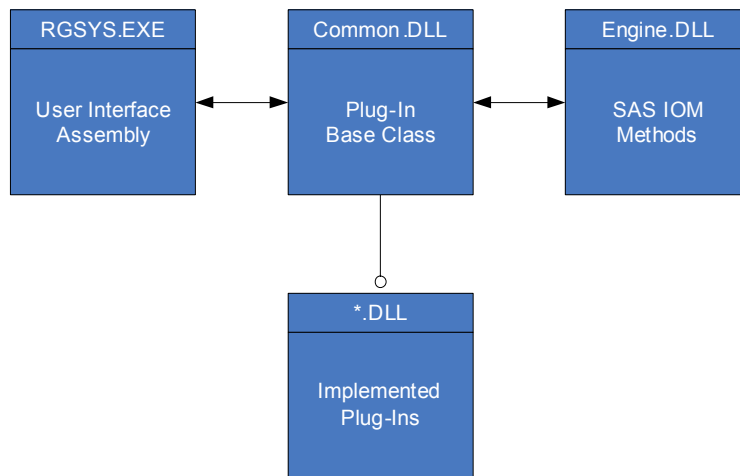 RGSYS.EXE
User Interface
Assembly
Common.DLL
Plug-In
Base Class
Engine.DLL
SAS IOM
Methods
*.DLL
Implemented
Plug-Ins